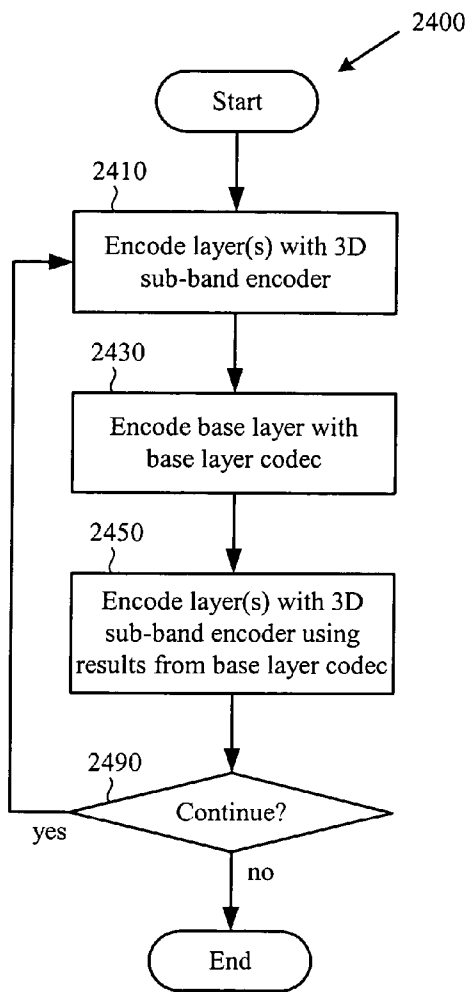 2400
Start
2410
Encode layer(s) with 3D
sub-band encoder
2430
Encode base layer with
base layer codec
2450
Encode layer(s) with 3D
sub-band encoder using
results from base layer codec
2490
Continue?
yes
no
End